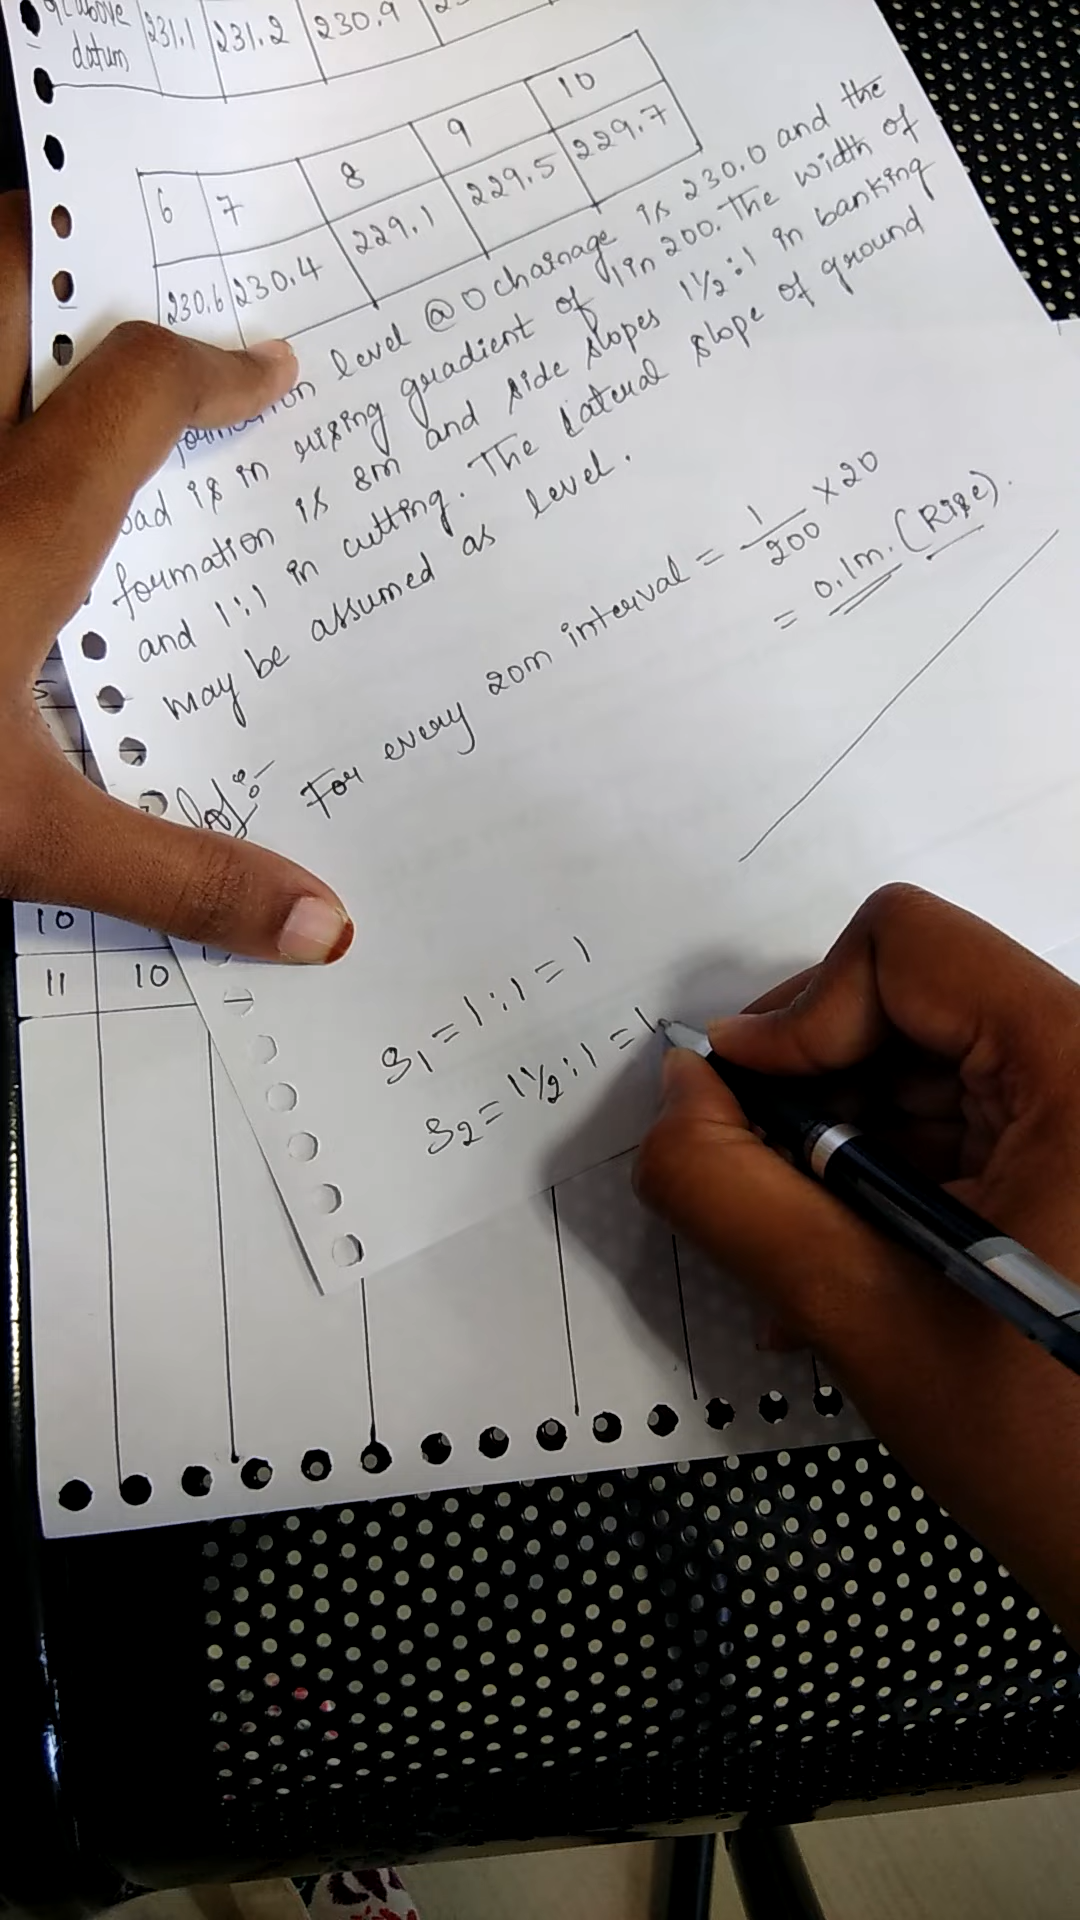 above
datum 231.1 231.2 230.9
6 7 8 9 10
230.6 230.4 229.1 229.5 229.7
level @ 0 chainage is 230.0 and the
is in rising gradient of 1 in 200. The width of
formation is 8m and side slopes 1½:1 in banking
and 1:1 in cutting. The Lateral slope of ground
may be assumed as level.
For every 20m interval = 1/200 × 20
= 0.1m. (Rise).
S1 = 1:1 = 1
S2 = 1½:1 = 1
5
10
11 10